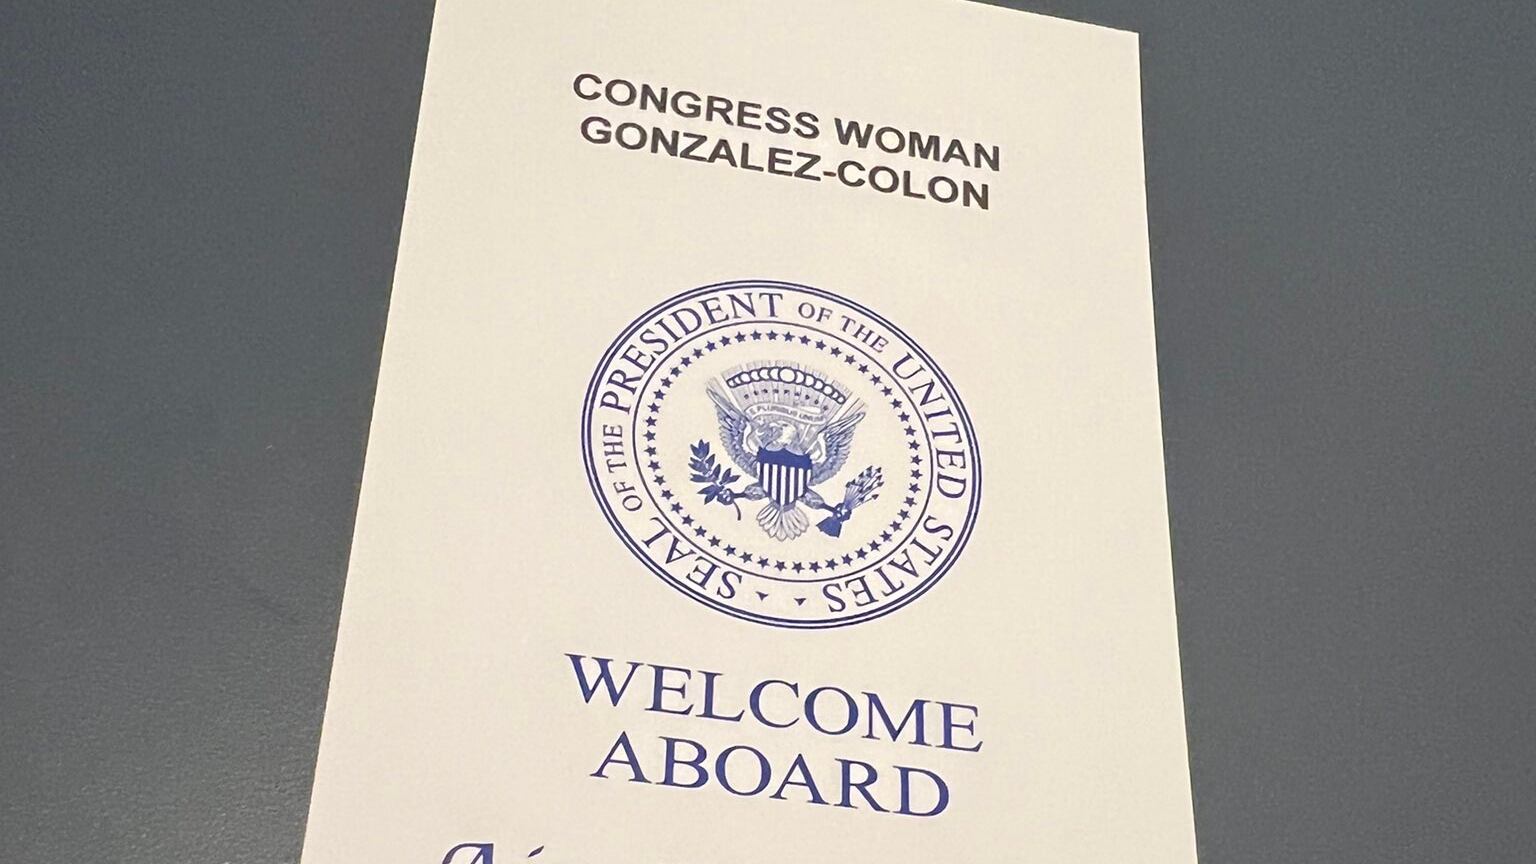 CONGRESS WOMAN
GONZALEZ-COLON
SEAL OF THE PRESIDENT OF THE UNITED STATES
E PLURIBUS UNUM
WELCOME
ABOARD